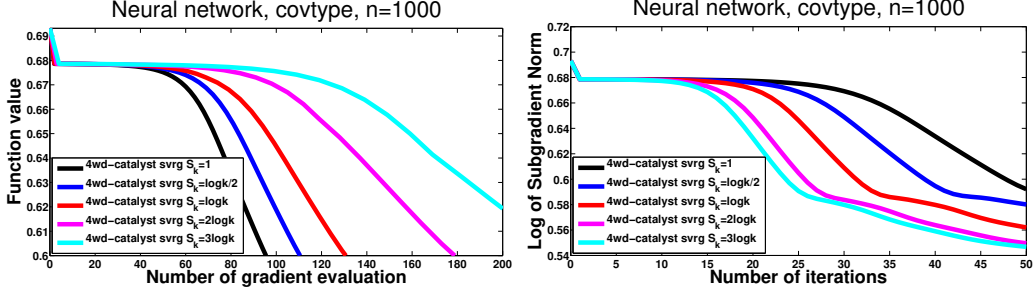 Neural network, covtype, n=1000
Function value
0.69
0.68
0.67
0.66
0.65
0.64
0.63
0.62
0.61
0.6
4wd-catalyst svrg S_k=1
4wd-catalyst svrg S_k=logk/2
4wd-catalyst svrg S_k=logk
4wd-catalyst svrg S_k=2logk
4wd-catalyst svrg S_k=3logk
0 20 40 60 80 100 120 140 160 180 200
Number of gradient evaluation
Neural network, covtype, n=1000
Log of Subgradient Norm
0.72
0.7
0.68
0.66
0.64
0.62
0.6
0.58
0.56
0.54
4wd-catalyst svrg S_k=1
4wd-catalyst svrg S_k=logk/2
4wd-catalyst svrg S_k=logk
4wd-catalyst svrg S_k=2logk
4wd-catalyst svrg S_k=3logk
0 5 10 15 20 25 30 35 40 45 50
Number of iterations